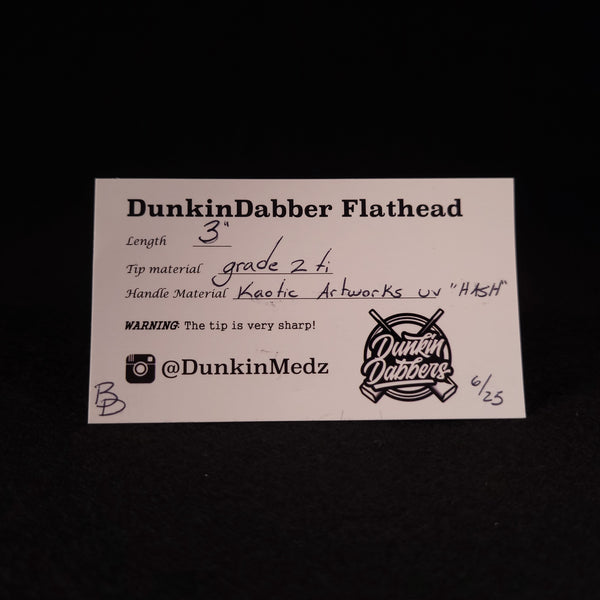 DunkinDabber Flathead
Length 3"
Tip material grade 2 ti
Handle Material Kaotic Artworks UV "HASH"
WARNING: The tip is very sharp!
@DunkinMedz
Dunkin
Dabbers
BD
6/25